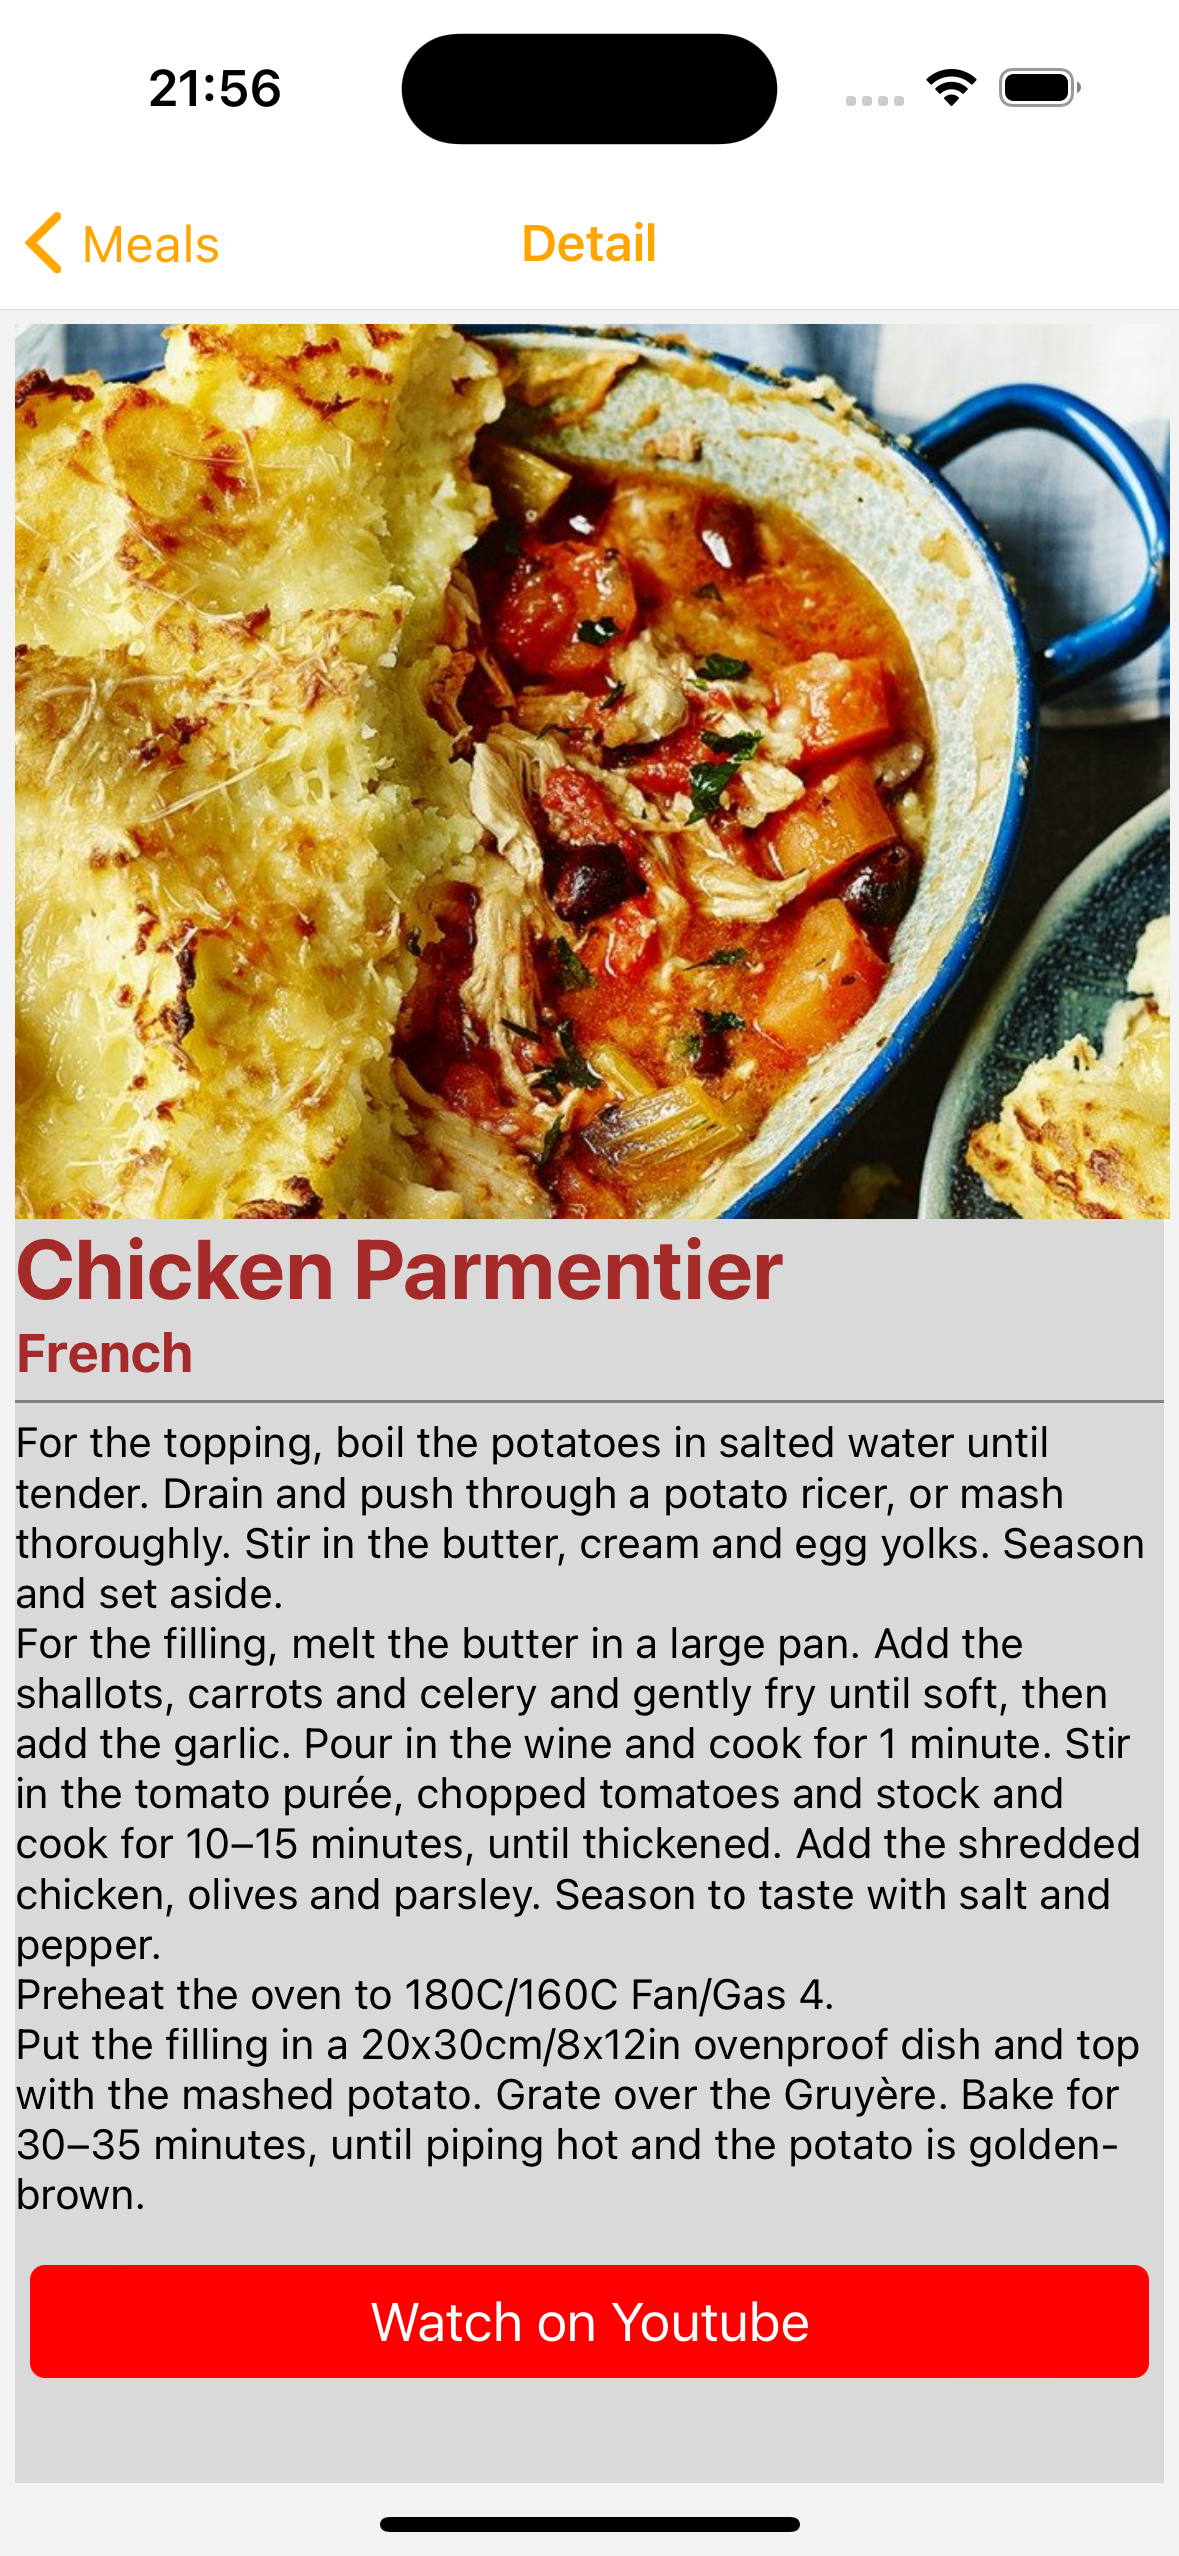 21:56
Meals
Detail
Chicken Parmentier
French
For the topping, boil the potatoes in salted water until
tender. Drain and push through a potato ricer, or mash
thoroughly. Stir in the butter, cream and egg yolks. Season
and set aside.
For the filling, melt the butter in a large pan. Add the
shallots, carrots and celery and gently fry until soft, then
add the garlic. Pour in the wine and cook for 1 minute. Stir
in the tomato purée, chopped tomatoes and stock and
cook for 10–15 minutes, until thickened. Add the shredded
chicken, olives and parsley. Season to taste with salt and
pepper.
Preheat the oven to 180C/160C Fan/Gas 4.
Put the filling in a 20x30cm/8x12in ovenproof dish and top
with the mashed potato. Grate over the Gruyère. Bake for
30–35 minutes, until piping hot and the potato is golden-
brown.
Watch on Youtube